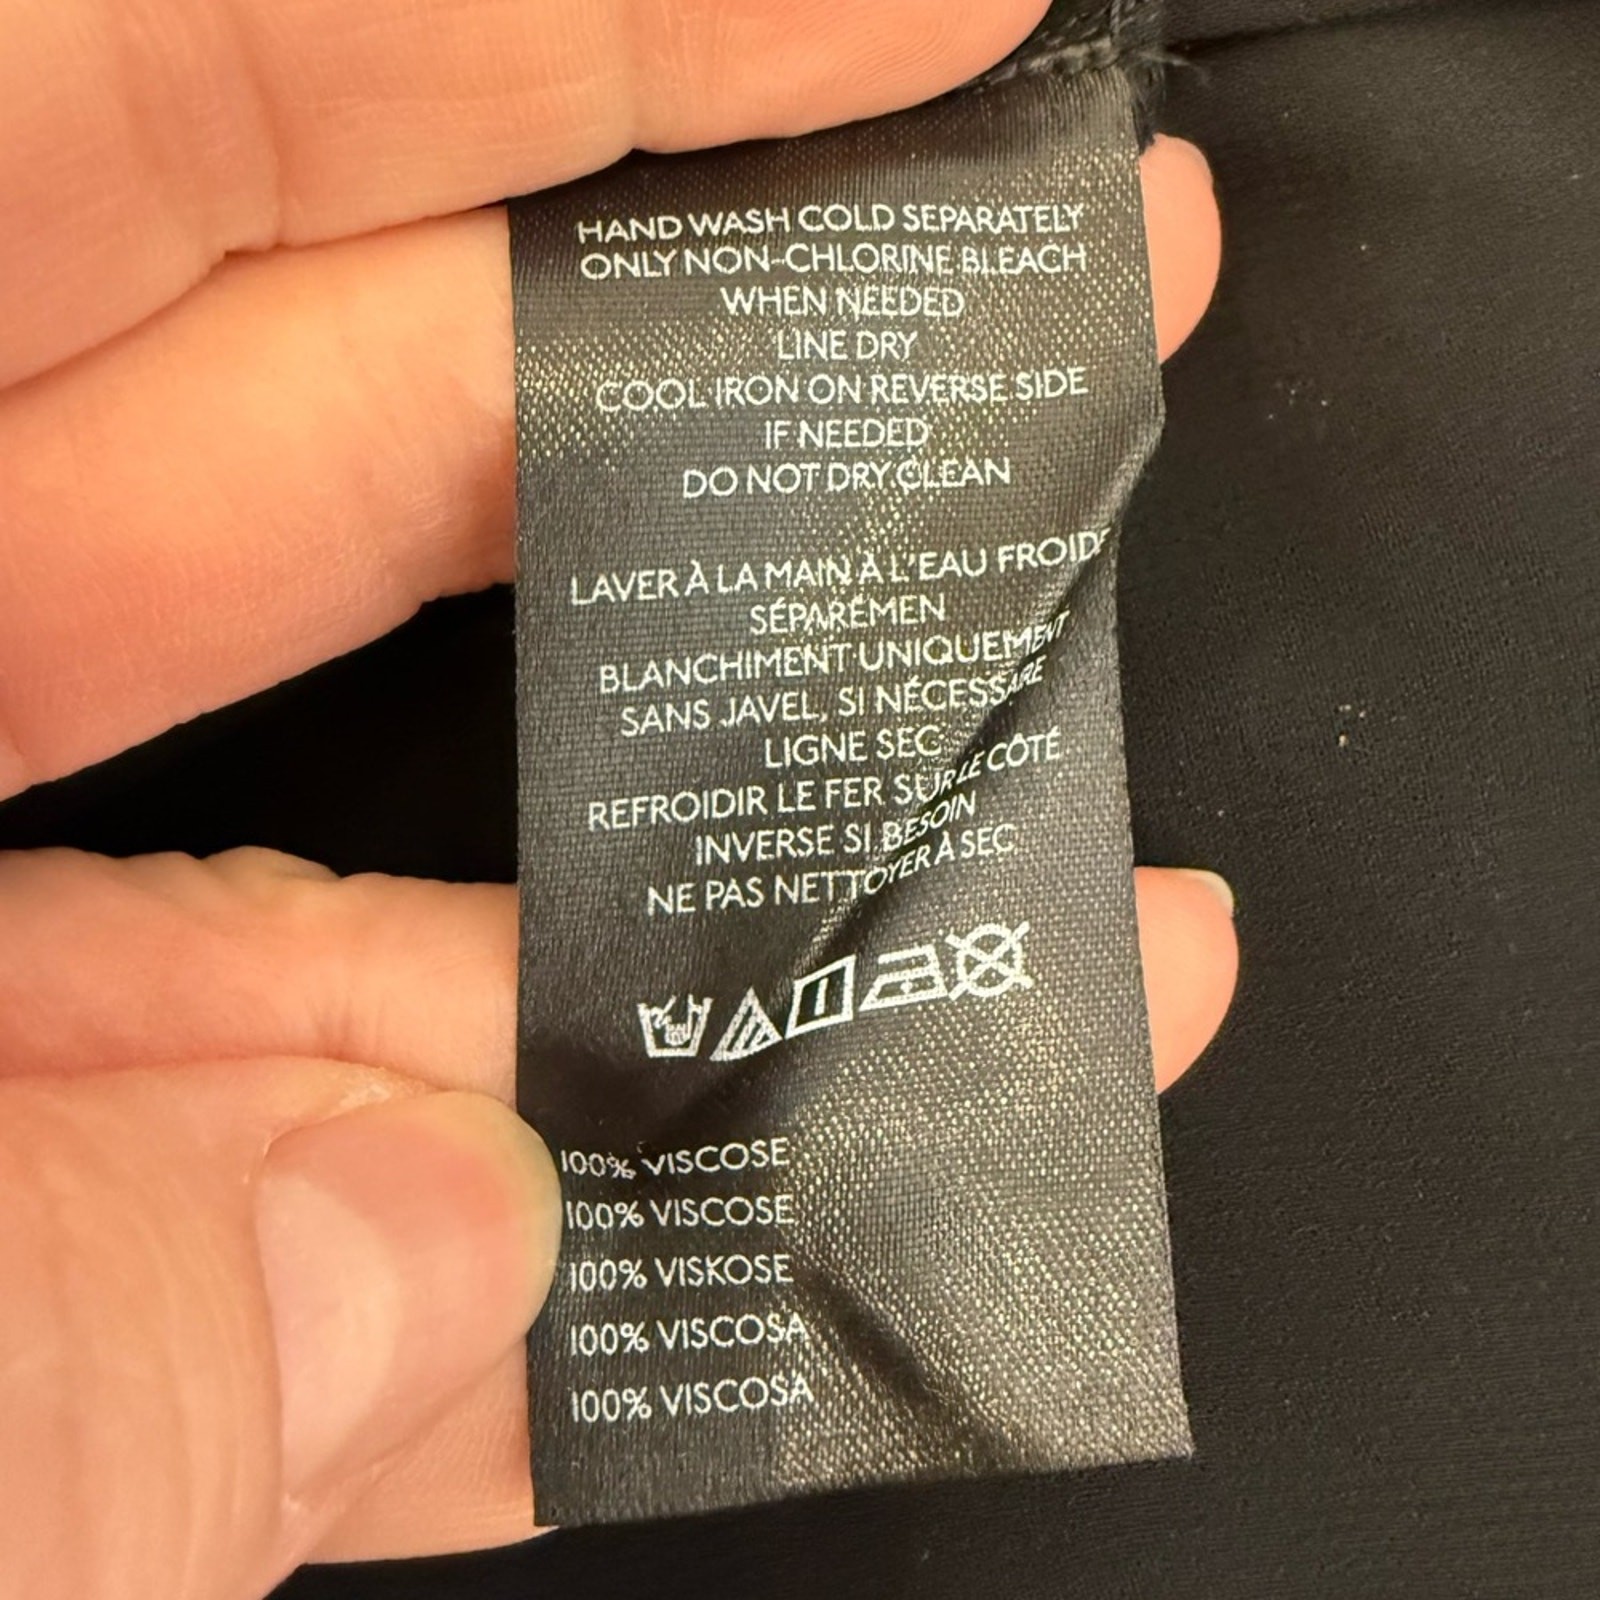 HAND WASH COLD SEPARATELY
ONLY NON-CHLORINE BLEACH
WHEN NEEDED
LINE DRY
COOL IRON ON REVERSE SIDE
IF NEEDED
DO NOT DRY CLEAN
LAVER À LA MAIN À L'EAU FROIDE
SÉPARÉMEN
BLANCHIMENT UNIQUEMENT
SANS JAVEL, SI NÉCESSARE
LIGNE SEC
REFROIDIR LE FER SUR LE CÔTÉ
INVERSE SI BESOIN
NE PAS NETTOYER À SEC
100% VISCOSE
100% VISCOSE
100% VISKOSE
100% VISCOSA
100% VISCOSA